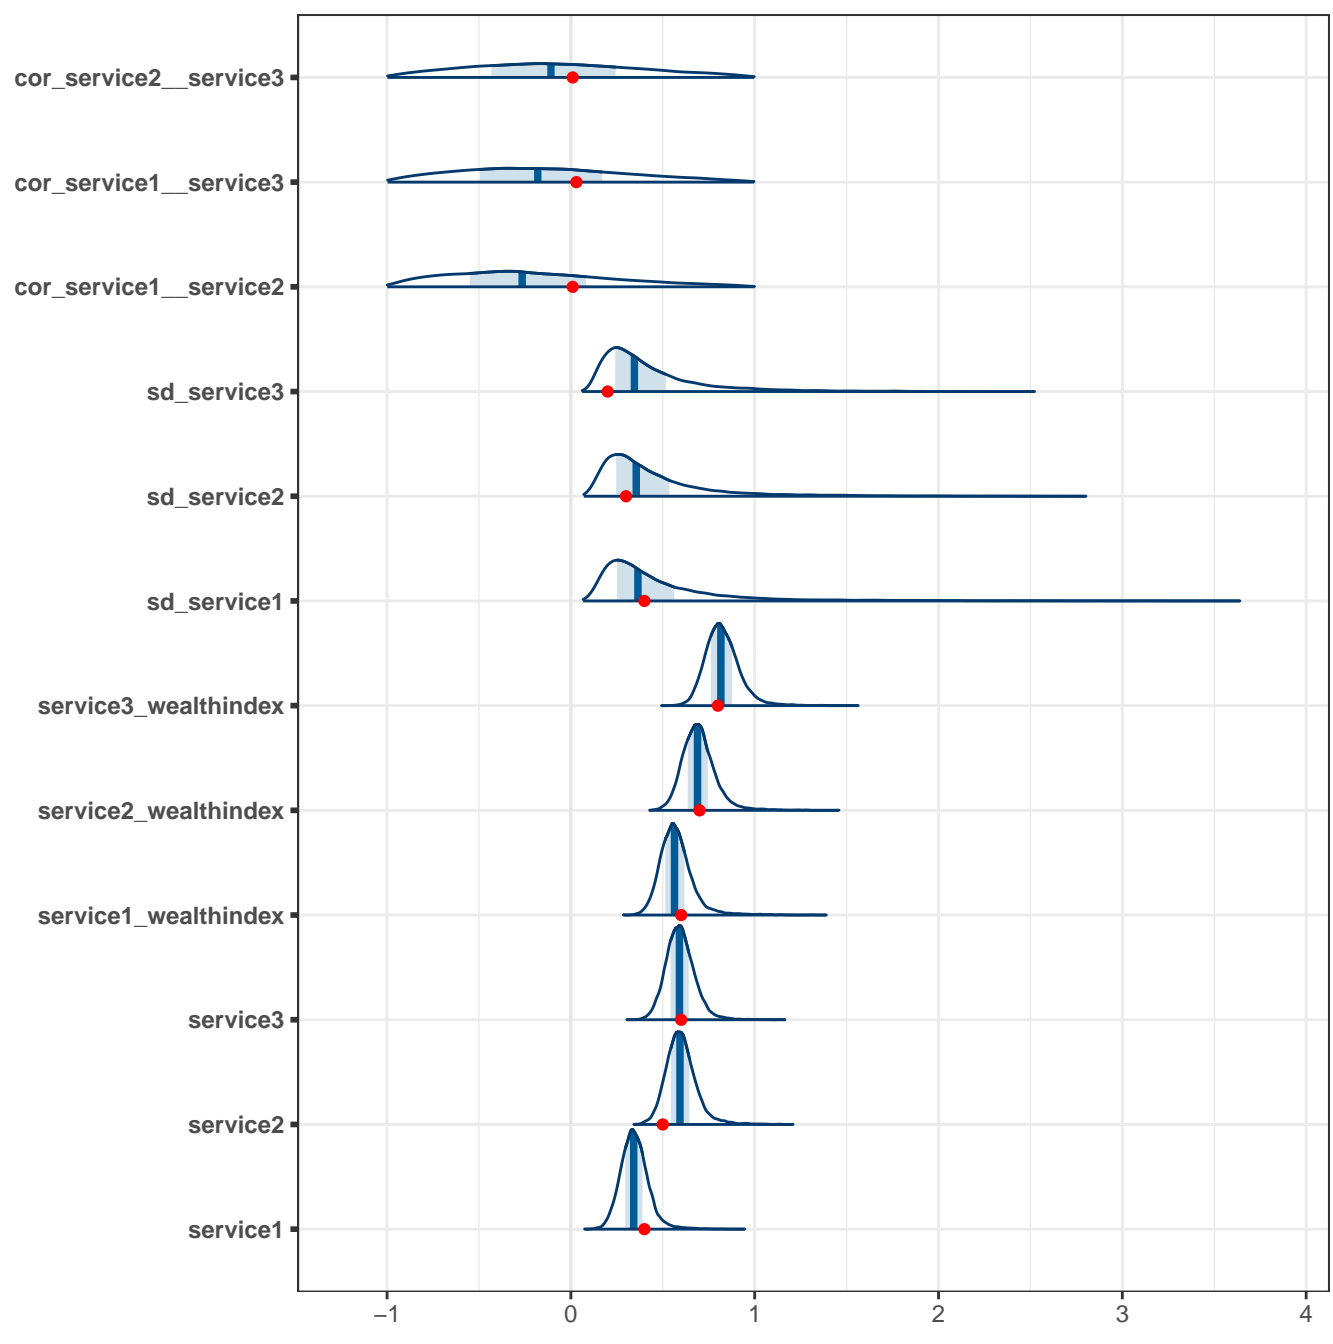 cor_service2__service3
cor_service1__service3
cor_service1__service2
sd_service3
sd_service2
sd_service1
service3_wealthindex
service2_wealthindex
service1_wealthindex
service3
service2
service1
−1 0 1 2 3 4